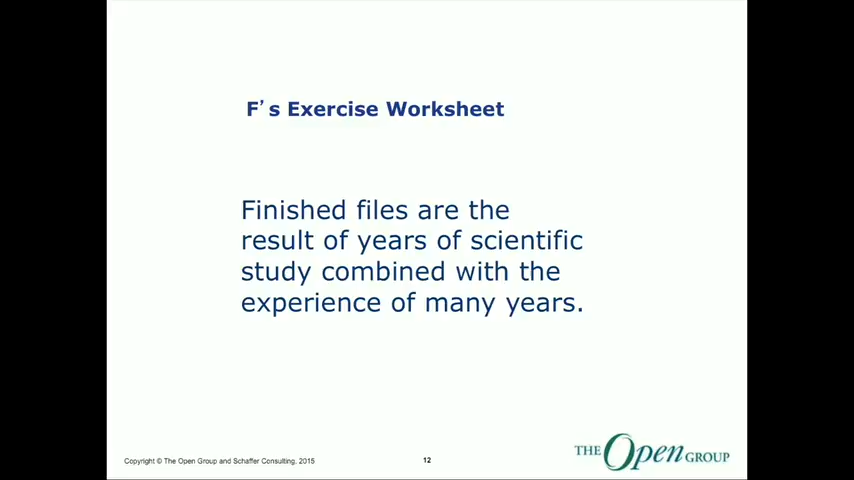 F's Exercise Worksheet
Finished files are the
result of years of scientific
study combined with the
experience of many years.
Copyright © The Open Group and Schaffer Consulting, 2015
12
THE Open GROUP